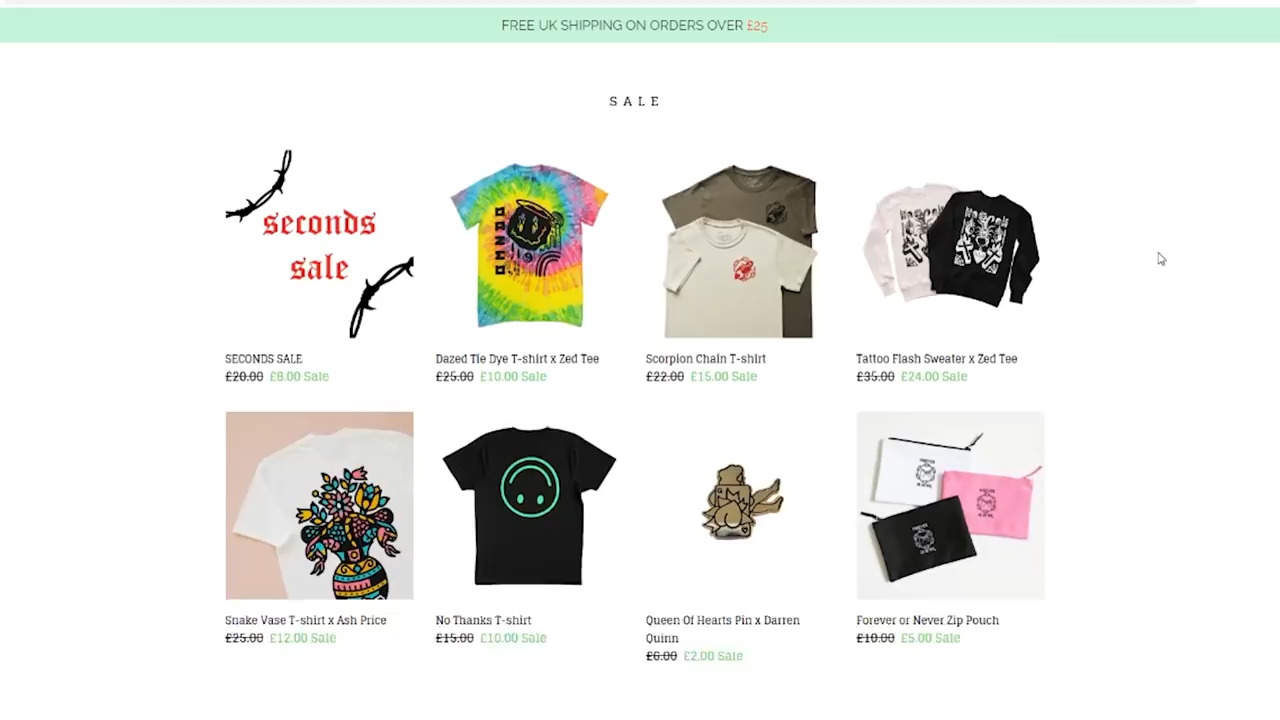 FREE UK SHIPPING ON ORDERS OVER £25
SALE
seconds
sale
SECONDS SALE
£20.00 £8.00 Sale
DAZED
Dazed Tie Dye T-shirt x Zed Tee
£25.00 £10.00 Sale
Scorpion Chain T-shirt
£22.00 £15.00 Sale
Tattoo Flash Sweater x Zed Tee
£35.00 £24.00 Sale
Snake Vase T-shirt x Ash Price
£25.00 £12.00 Sale
No Thanks T-shirt
£15.00 £10.00 Sale
Queen Of Hearts Pin x Darren
Quinn
£6.00 £2.00 Sale
Forever or Never Zip Pouch
£10.00 £5.00 Sale